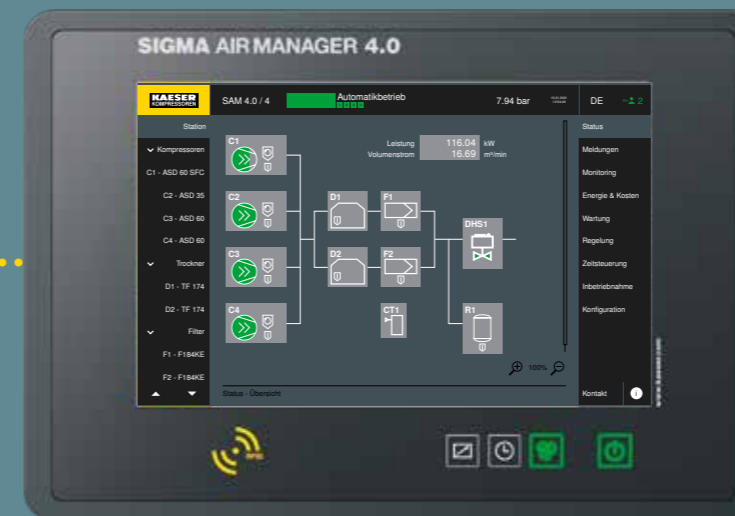 SIGMA AIR MANAGER 4.0
KAESER
KOMPRESSOREN
SAM 4.0 / 4
Automatikbetrieb
7.94 bar
DE
2
Station
Kompressoren
C1 - ASD 60 SFC
C2 - ASD 35
C3 - ASD 60
C4 - ASD 60
Trockner
D1 - TF 174
D2 - TF 174
Filter
F1 - F184KE
F2 - F184KE
Leistung 116.04 kW
Volumenstrom 16.69 m³/min
C1
C2
D1
F1
DHS1
C3
D2
F2
C4
CT1
R1
100%
Status - Übersicht
Status
Meldungen
Monitoring
Energie & Kosten
Wartung
Regelung
Zeitsteuerung
Inbetriebnahme
Konfiguration
Kontakt
i
www.kaeser.com
RFID